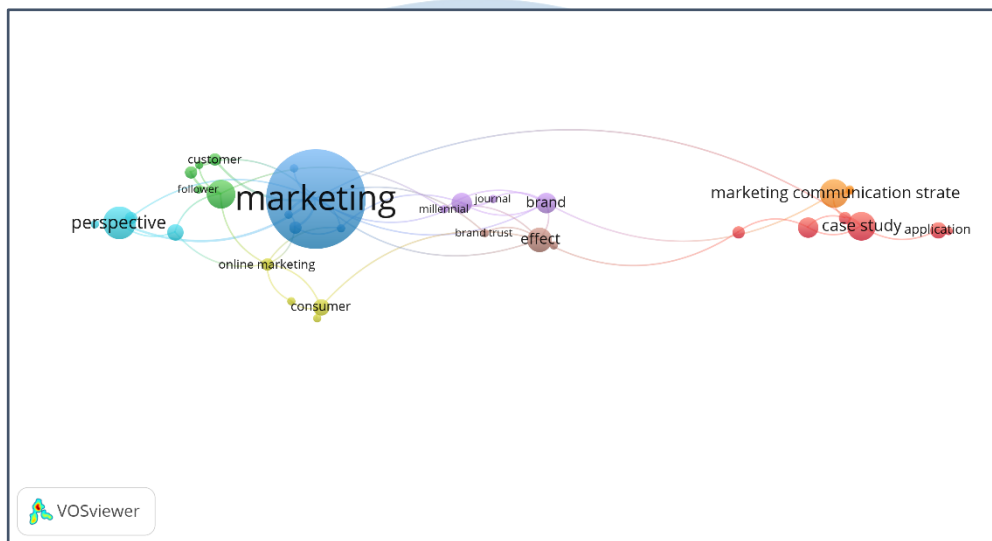 customer
follower
marketing
perspective
online marketing
consumer
millennial
journal
brand
brand trust
effect
marketing communication strate
case study
application
VOSviewer